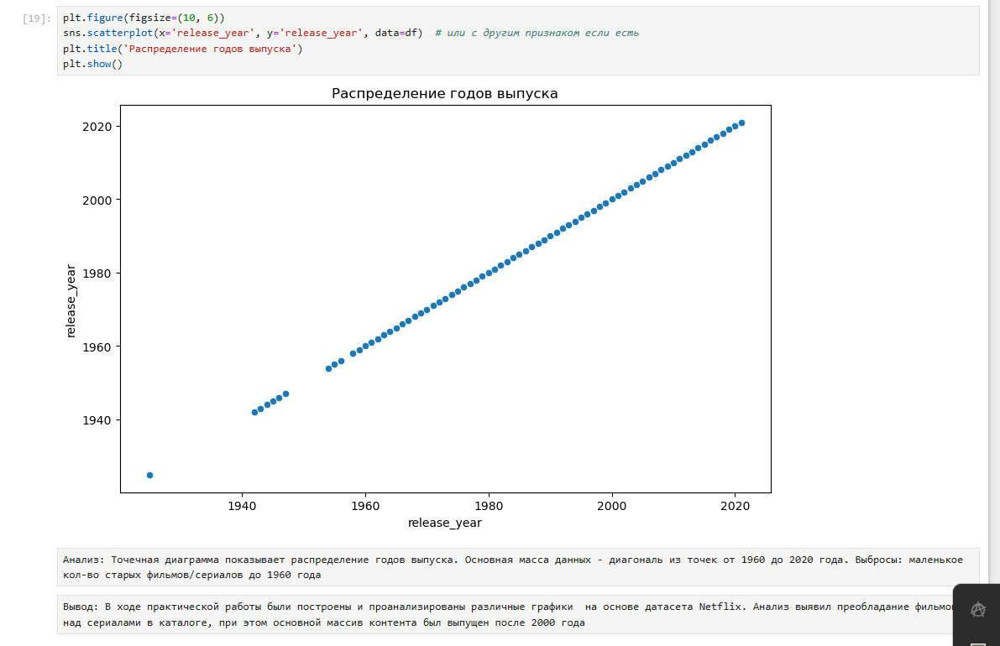 [19]:
plt.figure(figsize=(10, 6))
sns.scatterplot(x='release_year', y='release_year', data=df)  # или с другим признаком если есть
plt.title('Распределение годов выпуска')
plt.show()
Распределение годов выпуска
2020
2000
1980
1960
1940
release_year
1940 1960 1980 2000 2020
release_year
Анализ: Точечная диаграмма показывает распределение годов выпуска. Основная масса данных - диагональ из точек от 1960 до 2020 года. Выбросы: маленькое
кол-во старых фильмов/сериалов до 1960 года
Вывод: В ходе практической работы были построены и проанализированы различные графики  на основе датасета Netflix. Анализ выявил преобладание
над сериалами в каталоге, при этом основной массив контента был выпущен после 2000 года